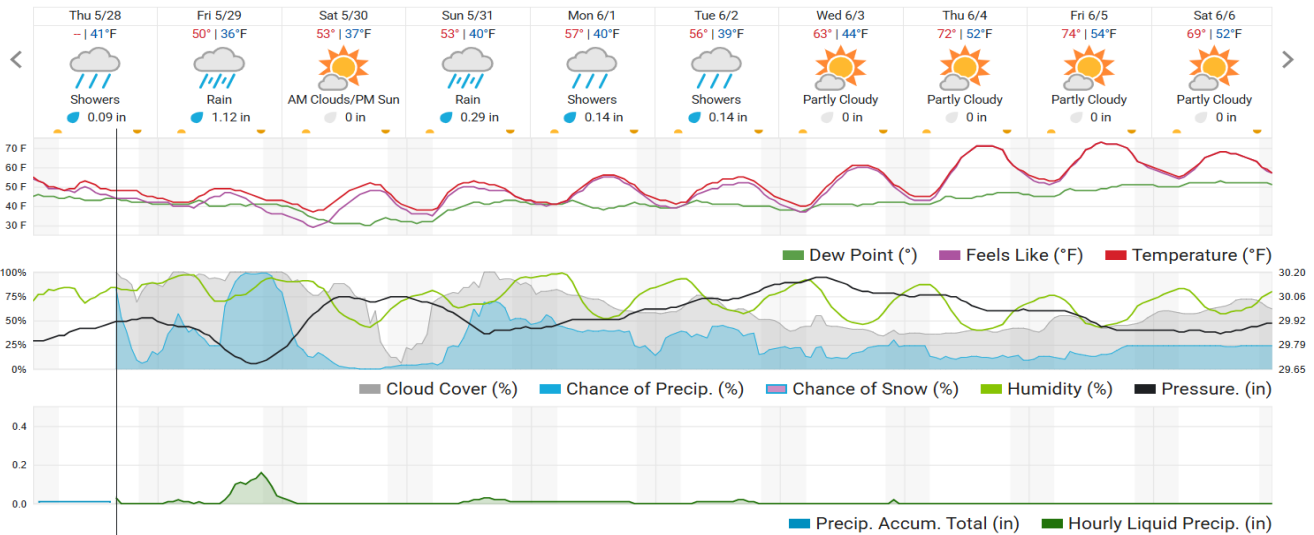 Thu 5/28 Fri 5/29 Sat 5/30 Sun 5/31 Mon 6/1 Tue 6/2 Wed 6/3 Thu 6/4 Fri 6/5 Sat 6/6
-- | 41°F 50° | 36°F 53° | 37°F 53° | 40°F 57° | 40°F 56° | 39°F 63° | 44°F 72° | 52°F 74° | 54°F 69° | 52°F
Showers Rain AM Clouds/PM Sun Rain Showers Showers Partly Cloudy Partly Cloudy Partly Cloudy Partly Cloudy
0.09 in 1.12 in 0 in 0.29 in 0.14 in 0.14 in 0 in 0 in 0 in 0 in
70 F
60 F
50 F
40 F
30 F
Dew Point (°) Feels Like (°F) Temperature (°F)
100% 30.20
75% 30.06
50% 29.92
25% 29.79
0% 29.65
Cloud Cover (%) Chance of Precip. (%) Chance of Snow (%) Humidity (%) Pressure. (in)
0.4
0.2
0.0
Precip. Accum. Total (in) Hourly Liquid Precip. (in)